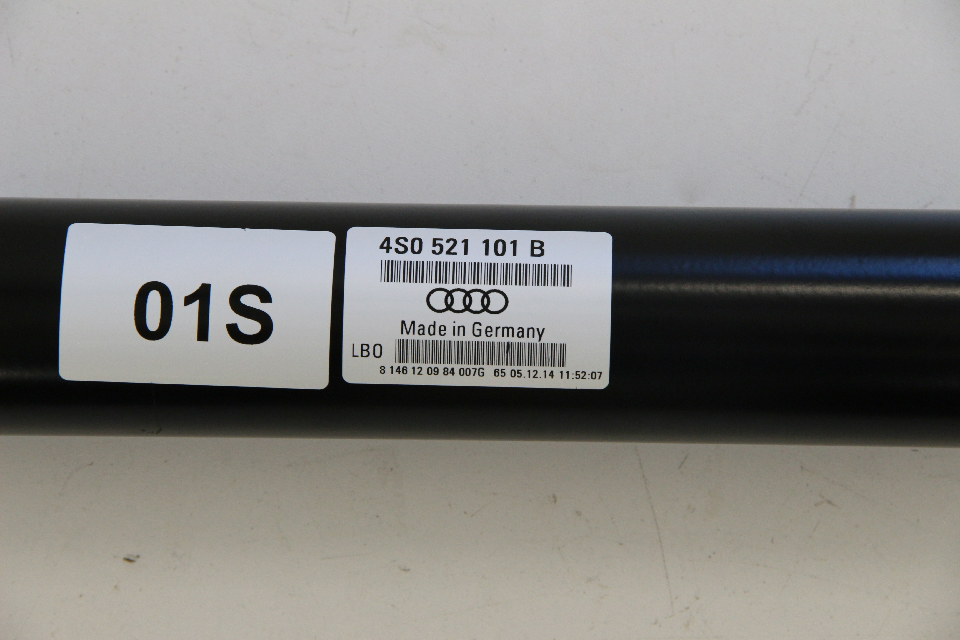 01S
4S0 521 101 B
Made in Germany
LBO
8 146 12 09 84 007G 65 05.12.14 11:52:07